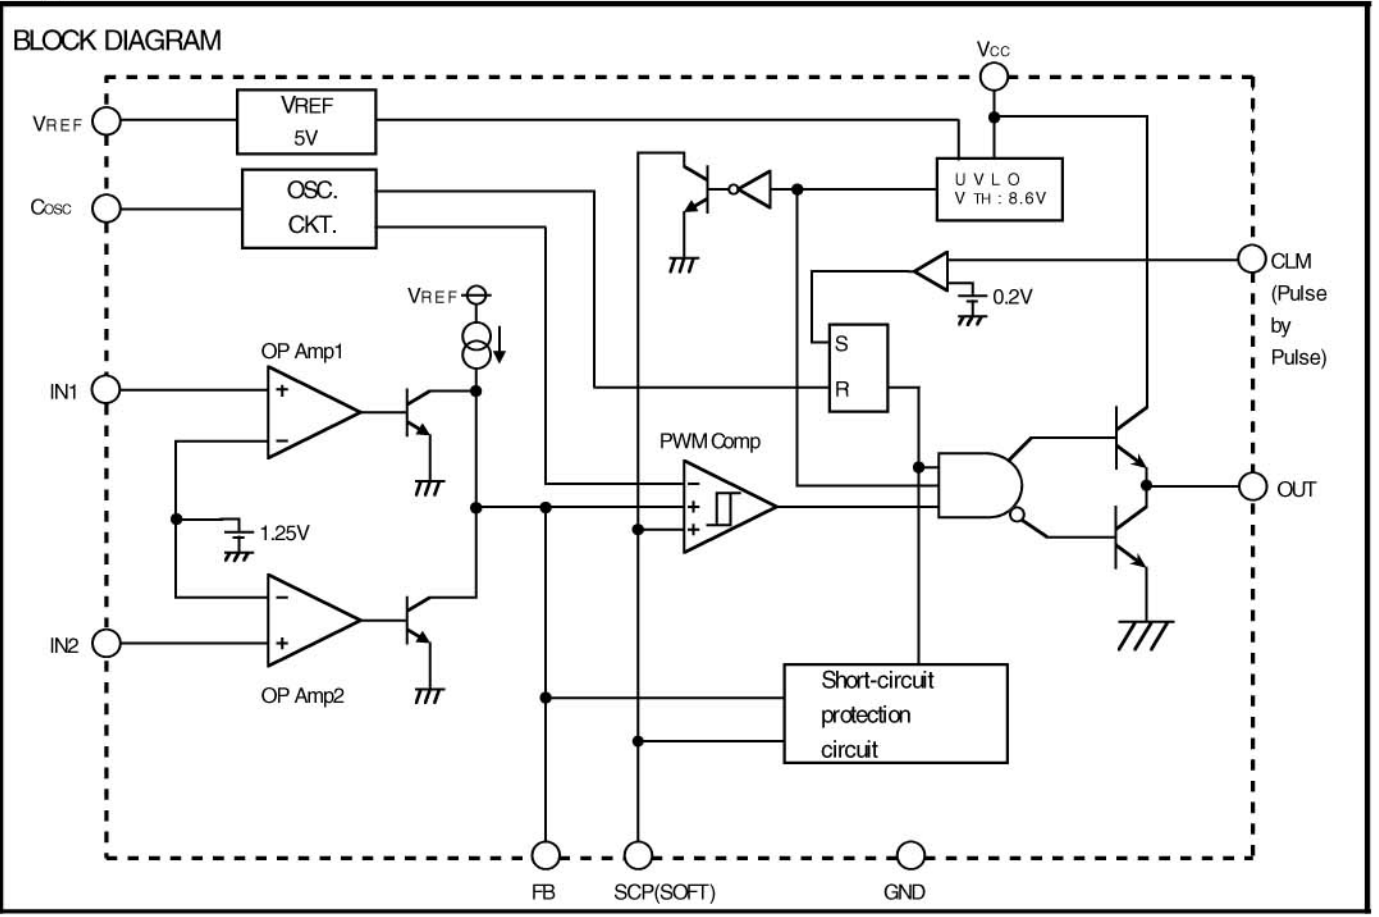 BLOCK DIAGRAM
VCC
VREF
VREF
5V
COSC
OSC.
CKT.
U V L O
V TH : 8.6V
CLM
(Pulse
by
Pulse)
0.2V
VREF
S
R
OP Amp1
IN1
+
−
PWM Comp
−
+
+
OUT
1.25V
−
+
IN2
OP Amp2
Short-circuit
protection
circuit
FB
SCP(SOFT)
GND